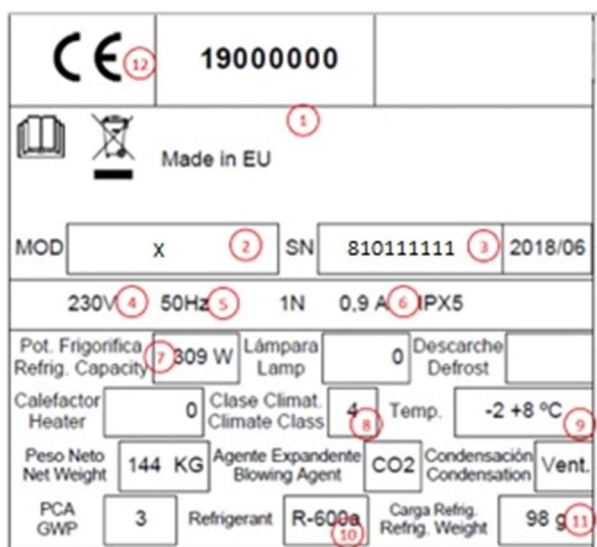 CE 12 19000000
1
Made in EU
MOD X 2 SN 810111111 3 2018/06
230V 4 50Hz 5 1N 0,9 A 6 IPX5
Pot. Frigorifica 7 309 W Lámpara 0 Descarche
Refrig. Capacity Lamp Defrost
Calefactor 0 Clase Climat. 4 Temp. -2 +8 ºC
Heater Climate Class 8 9
Peso Neto 144 KG Agente Expandente CO2 Condensación Vent.
Net Weight Blowing Agent Condensation
PCA 3 Refrigerant R-600a Carga Refrig. 98 g 11
GWP 10 Refrig. Weight